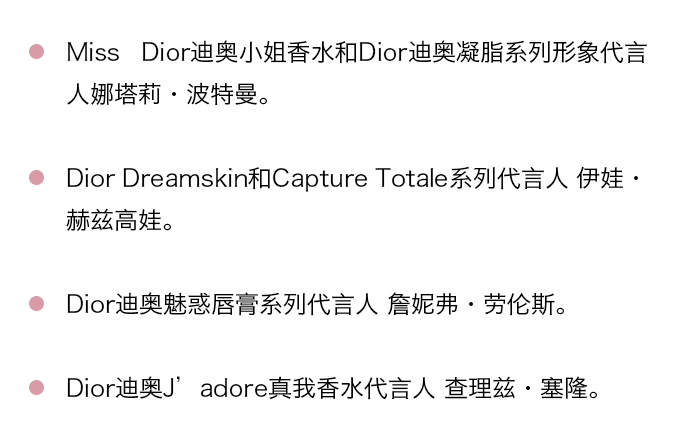 Miss Dior迪奥小姐香水和Dior迪奥凝脂系列形象代言
人娜塔莉・波特曼。
Dior Dreamskin和Capture Totale系列代言人 伊娃・
赫兹高娃。
Dior迪奥魅惑唇膏系列代言人 詹妮弗・劳伦斯。
Dior迪奥J’adore真我香水代言人 查理兹・塞隆。